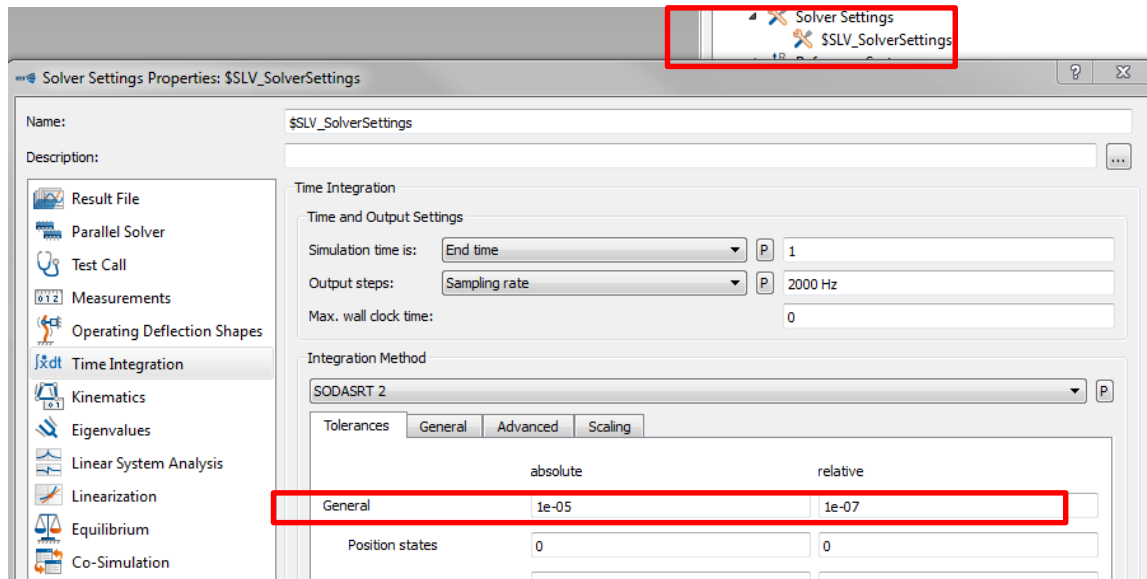 Solver Settings
$SLV_SolverSettings
Solver Settings Properties: $SLV_SolverSettings
?
Name: $SLV_SolverSettings
Description: ...
Result File
Parallel Solver
Test Call
Measurements
Operating Deflection Shapes
∫ẋdt Time Integration
Kinematics
Eigenvalues
Linear System Analysis
Linearization
Equilibrium
Co-Simulation
Time Integration
Time and Output Settings
Simulation time is: End time P 1
Output steps: Sampling rate P 2000 Hz
Max. wall clock time: 0
Integration Method
SODASRT 2 P
Tolerances General Advanced Scaling
absolute relative
General 1e-05 1e-07
Position states 0 0